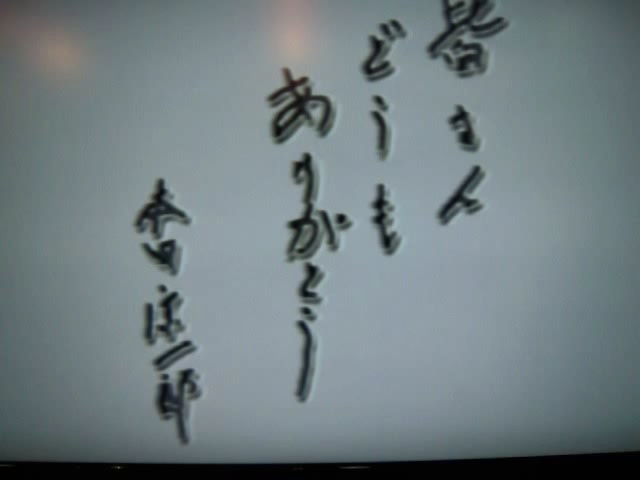 皆さん
どうも
ありがとう
本田宗一郎